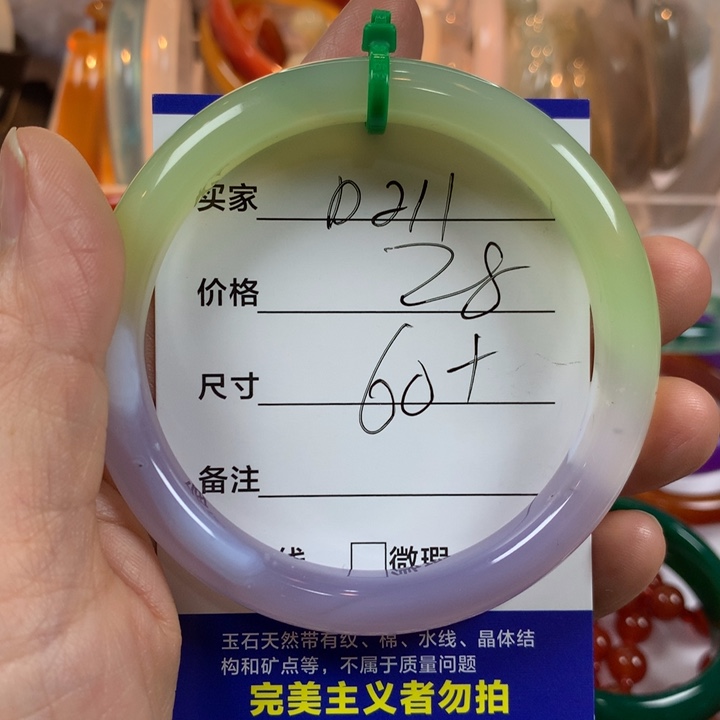 买家 D211
价格 28
尺寸 60+
备注
线 微瑕
玉石天然带有纹、棉、水线、晶体结
构和矿点等，不属于质量问题
完美主义者勿拍